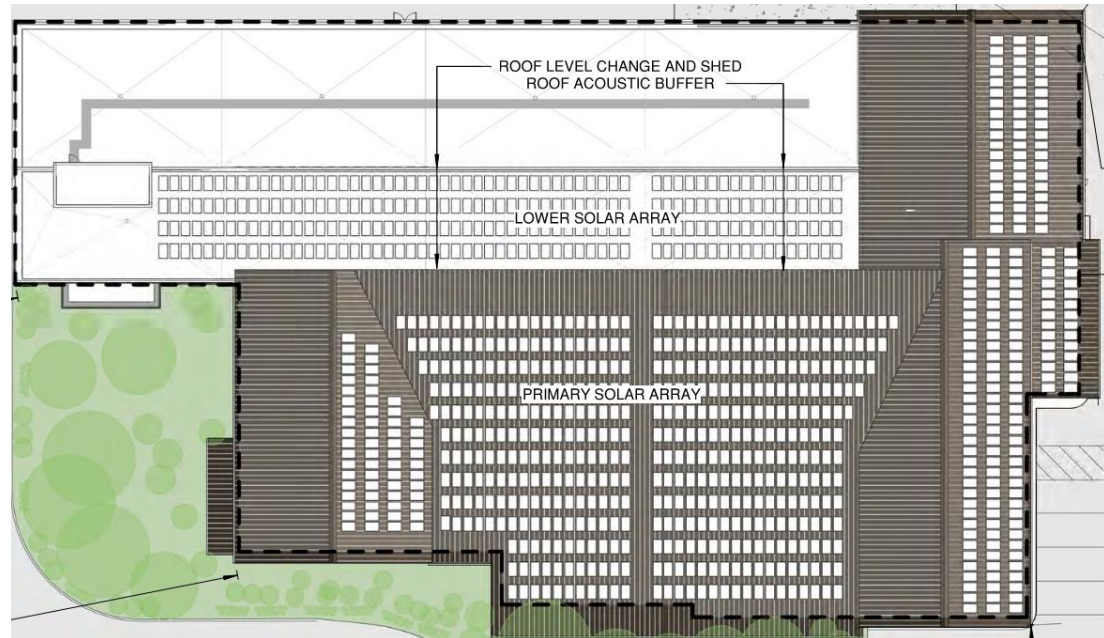 ROOF LEVEL CHANGE AND SHED
ROOF ACOUSTIC BUFFER
LOWER SOLAR ARRAY
PRIMARY SOLAR ARRAY